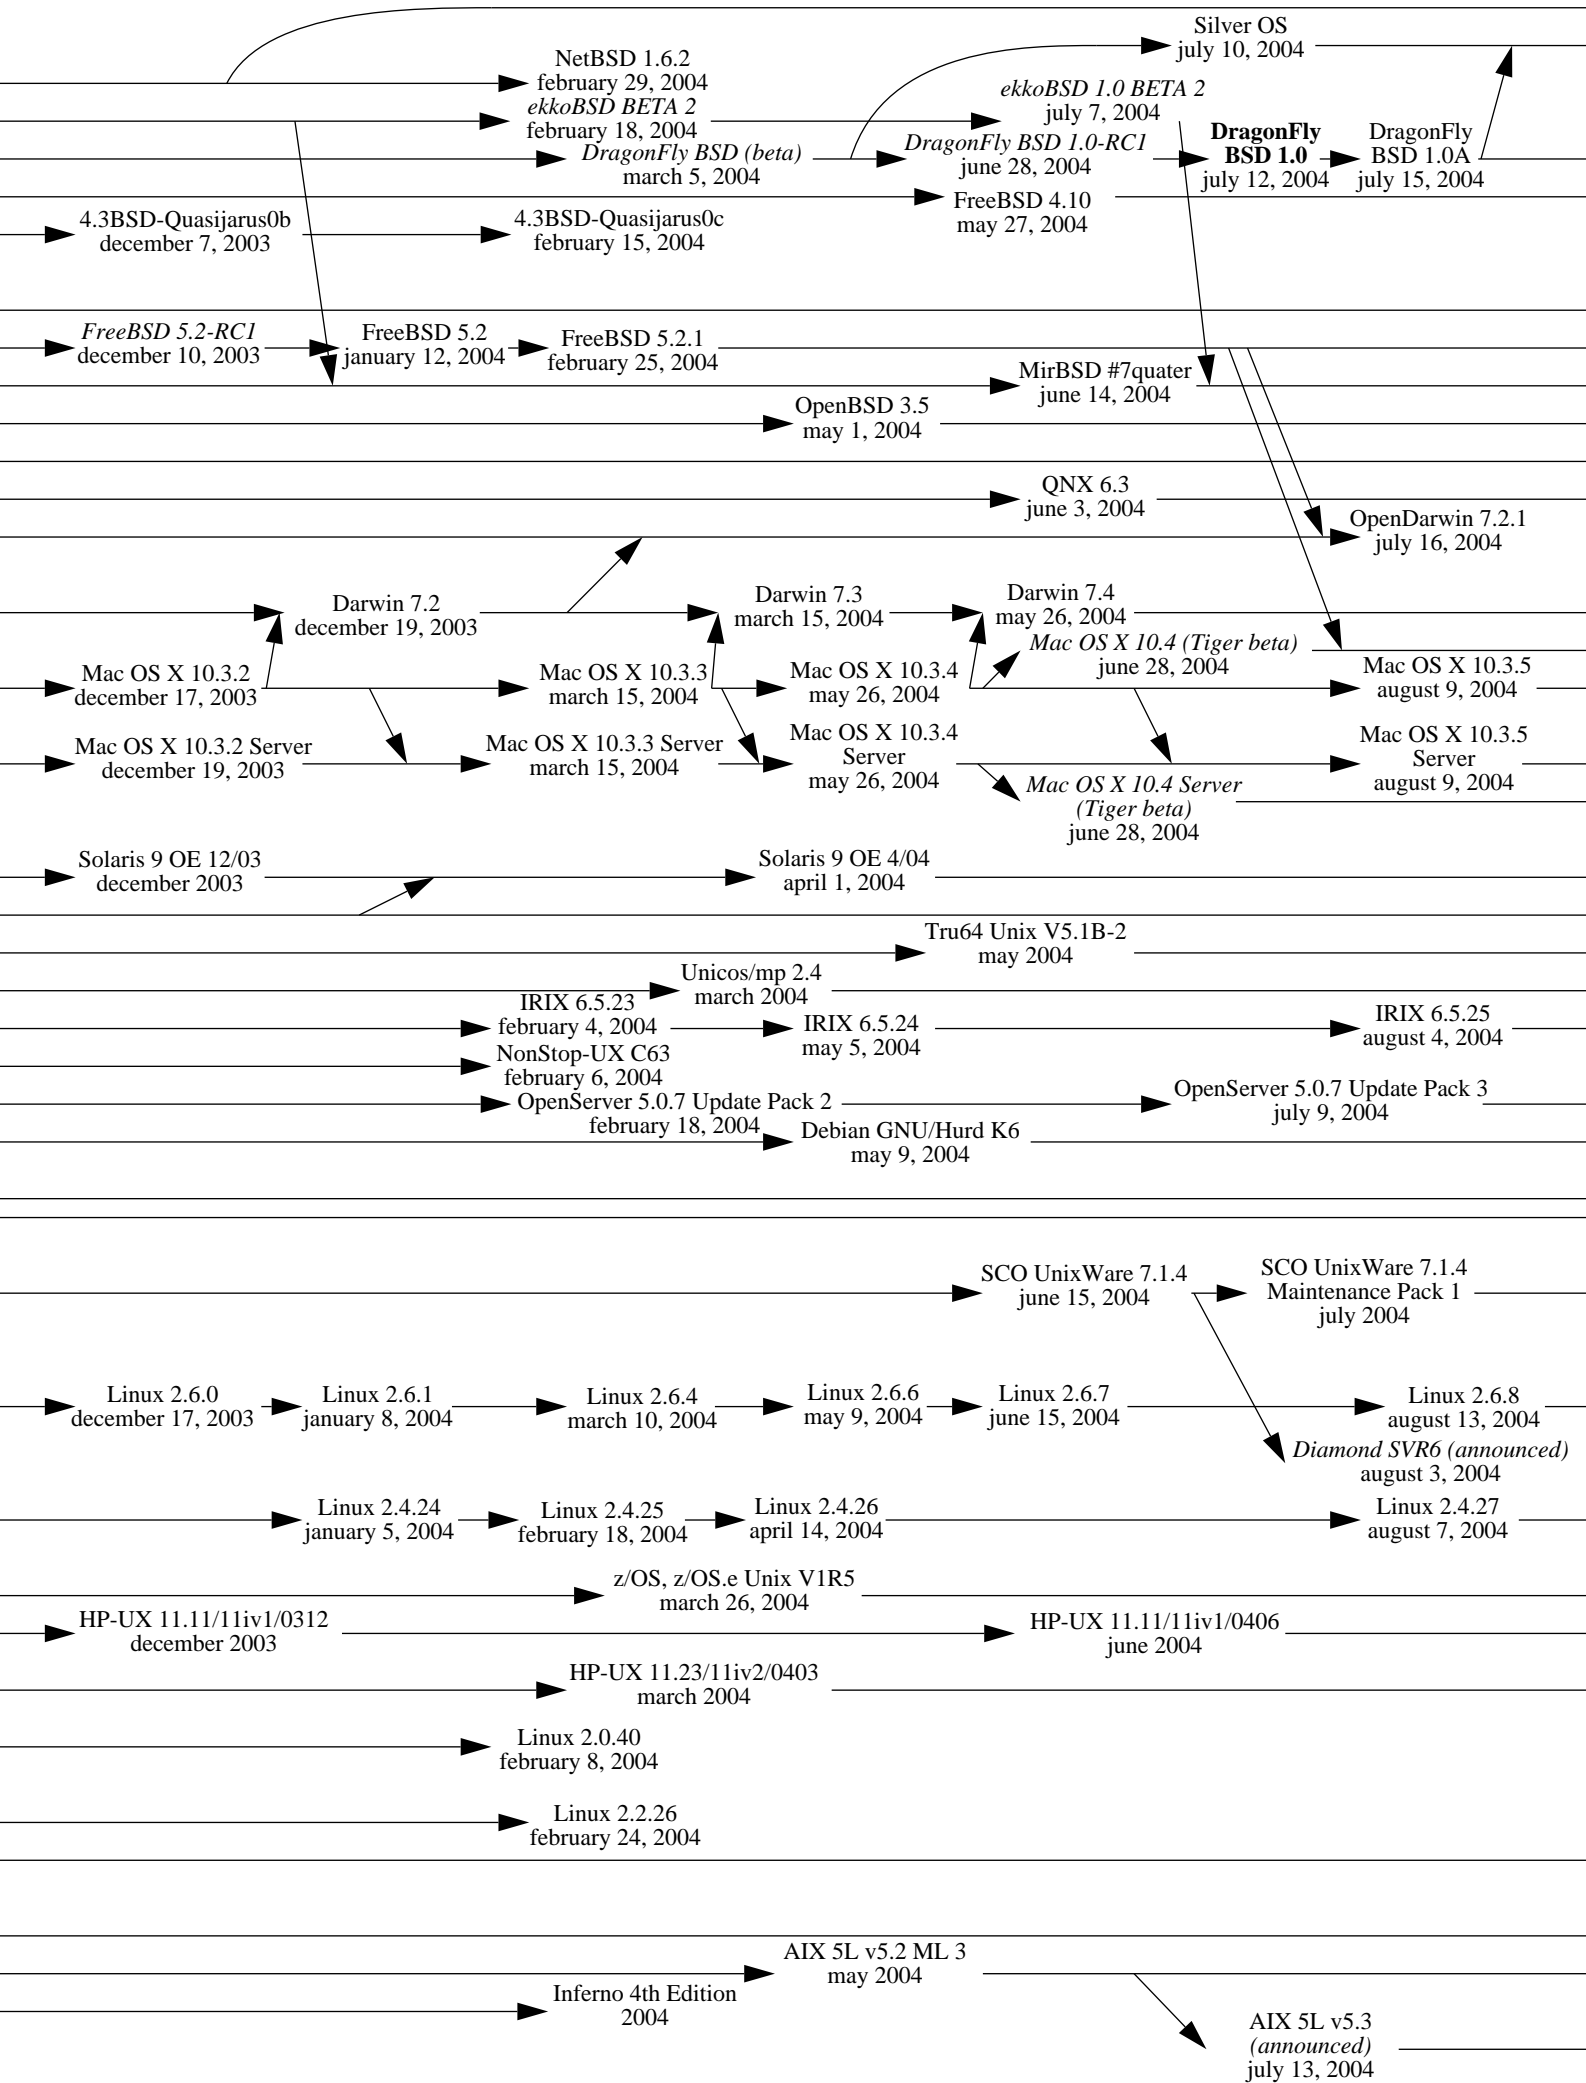 Silver OS
july 10, 2004
NetBSD 1.6.2
february 29, 2004
ekkoBSD BETA 2
february 18, 2004
ekkoBSD 1.0 BETA 2
july 7, 2004
DragonFly BSD (beta)
march 5, 2004
DragonFly BSD 1.0-RC1
june 28, 2004
DragonFly
BSD 1.0
july 12, 2004
DragonFly
BSD 1.0A
july 15, 2004
FreeBSD 4.10
may 27, 2004
4.3BSD-Quasijarus0b
december 7, 2003
4.3BSD-Quasijarus0c
february 15, 2004
FreeBSD 5.2-RC1
december 10, 2003
FreeBSD 5.2
january 12, 2004
FreeBSD 5.2.1
february 25, 2004
MirBSD #7quater
june 14, 2004
OpenBSD 3.5
may 1, 2004
QNX 6.3
june 3, 2004
OpenDarwin 7.2.1
july 16, 2004
Darwin 7.2
december 19, 2003
Darwin 7.3
march 15, 2004
Darwin 7.4
may 26, 2004
Mac OS X 10.4 (Tiger beta)
june 28, 2004
Mac OS X 10.3.2
december 17, 2003
Mac OS X 10.3.3
march 15, 2004
Mac OS X 10.3.4
may 26, 2004
Mac OS X 10.3.5
august 9, 2004
Mac OS X 10.3.2 Server
december 19, 2003
Mac OS X 10.3.3 Server
march 15, 2004
Mac OS X 10.3.4
Server
may 26, 2004
Mac OS X 10.3.5
Server
august 9, 2004
Mac OS X 10.4 Server
(Tiger beta)
june 28, 2004
Solaris 9 OE 12/03
december 2003
Solaris 9 OE 4/04
april 1, 2004
Tru64 Unix V5.1B-2
may 2004
Unicos/mp 2.4
march 2004
IRIX 6.5.23
february 4, 2004
IRIX 6.5.24
may 5, 2004
IRIX 6.5.25
august 4, 2004
NonStop-UX C63
february 6, 2004
OpenServer 5.0.7 Update Pack 2
february 18, 2004
OpenServer 5.0.7 Update Pack 3
july 9, 2004
Debian GNU/Hurd K6
may 9, 2004
SCO UnixWare 7.1.4
june 15, 2004
SCO UnixWare 7.1.4
Maintenance Pack 1
july 2004
Linux 2.6.0
december 17, 2003
Linux 2.6.1
january 8, 2004
Linux 2.6.4
march 10, 2004
Linux 2.6.6
may 9, 2004
Linux 2.6.7
june 15, 2004
Linux 2.6.8
august 13, 2004
Diamond SVR6 (announced)
august 3, 2004
Linux 2.4.24
january 5, 2004
Linux 2.4.25
february 18, 2004
Linux 2.4.26
april 14, 2004
Linux 2.4.27
august 7, 2004
z/OS, z/OS.e Unix V1R5
march 26, 2004
HP-UX 11.11/11iv1/0312
december 2003
HP-UX 11.11/11iv1/0406
june 2004
HP-UX 11.23/11iv2/0403
march 2004
Linux 2.0.40
february 8, 2004
Linux 2.2.26
february 24, 2004
AIX 5L v5.2 ML 3
may 2004
Inferno 4th Edition
2004
AIX 5L v5.3
(announced)
july 13, 2004